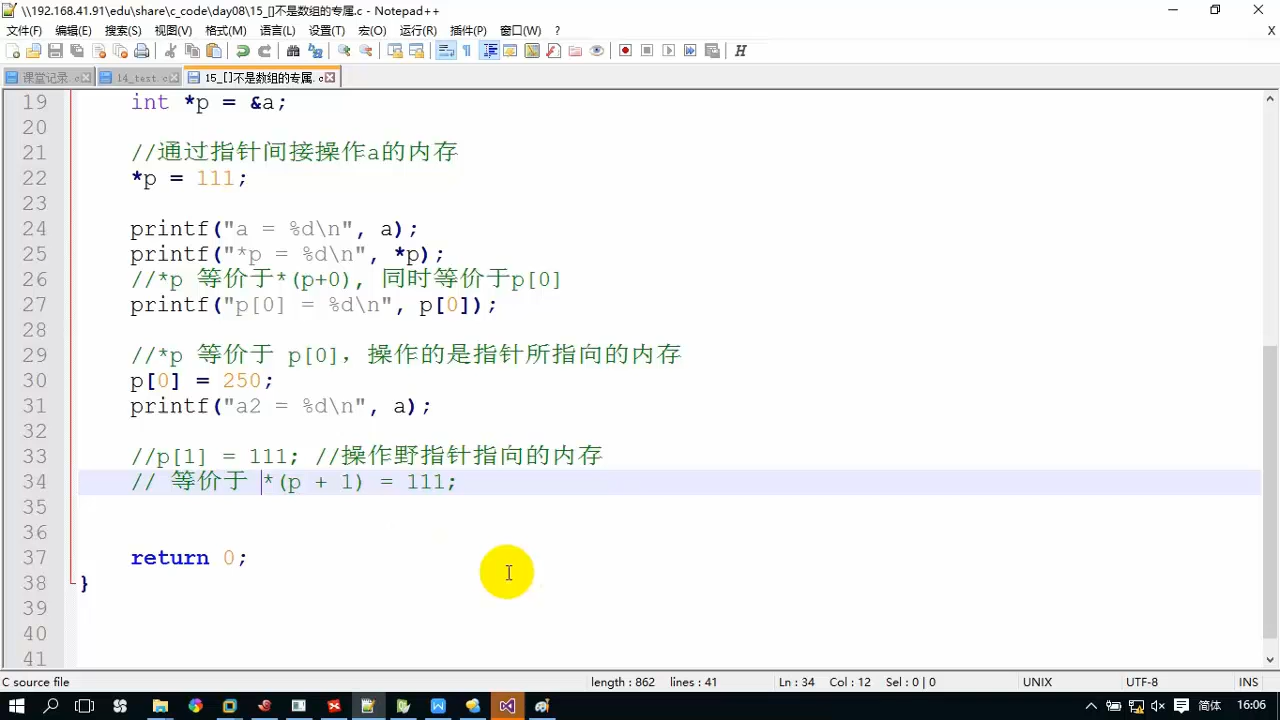 \\192.168.41.91\edu\share\c_code\day08\15_[]不是数组的专属.c - Notepad++
文件(F) 编辑(E) 搜索(S) 视图(V) 格式(M) 语言(L) 设置(T) 宏(O) 运行(R) 插件(P) 窗口(W) ? X
课堂记录.c 14_test.c 15_[]不是数组的专属.c
19 int *p = &a;
20
21 //通过指针间接操作a的内存
22 *p = 111;
23
24 printf("a = %d\n", a);
25 printf("*p = %d\n", *p);
26 //*p 等价于*(p+0), 同时等价于p[0]
27 printf("p[0] = %d\n", p[0]);
28
29 //*p 等价于 p[0], 操作的是指针所指向的内存
30 p[0] = 250;
31 printf("a2 = %d\n", a);
32
33 //p[1] = 111; //操作野指针指向的内存
34 // 等价于 *(p + 1) = 111;
35
36
37 return 0;
38 }
39
40
41
C source file length : 862 lines : 41 Ln : 34 Col : 12 Sel : 0 | 0 UNIX UTF-8 INS
简体 16:06